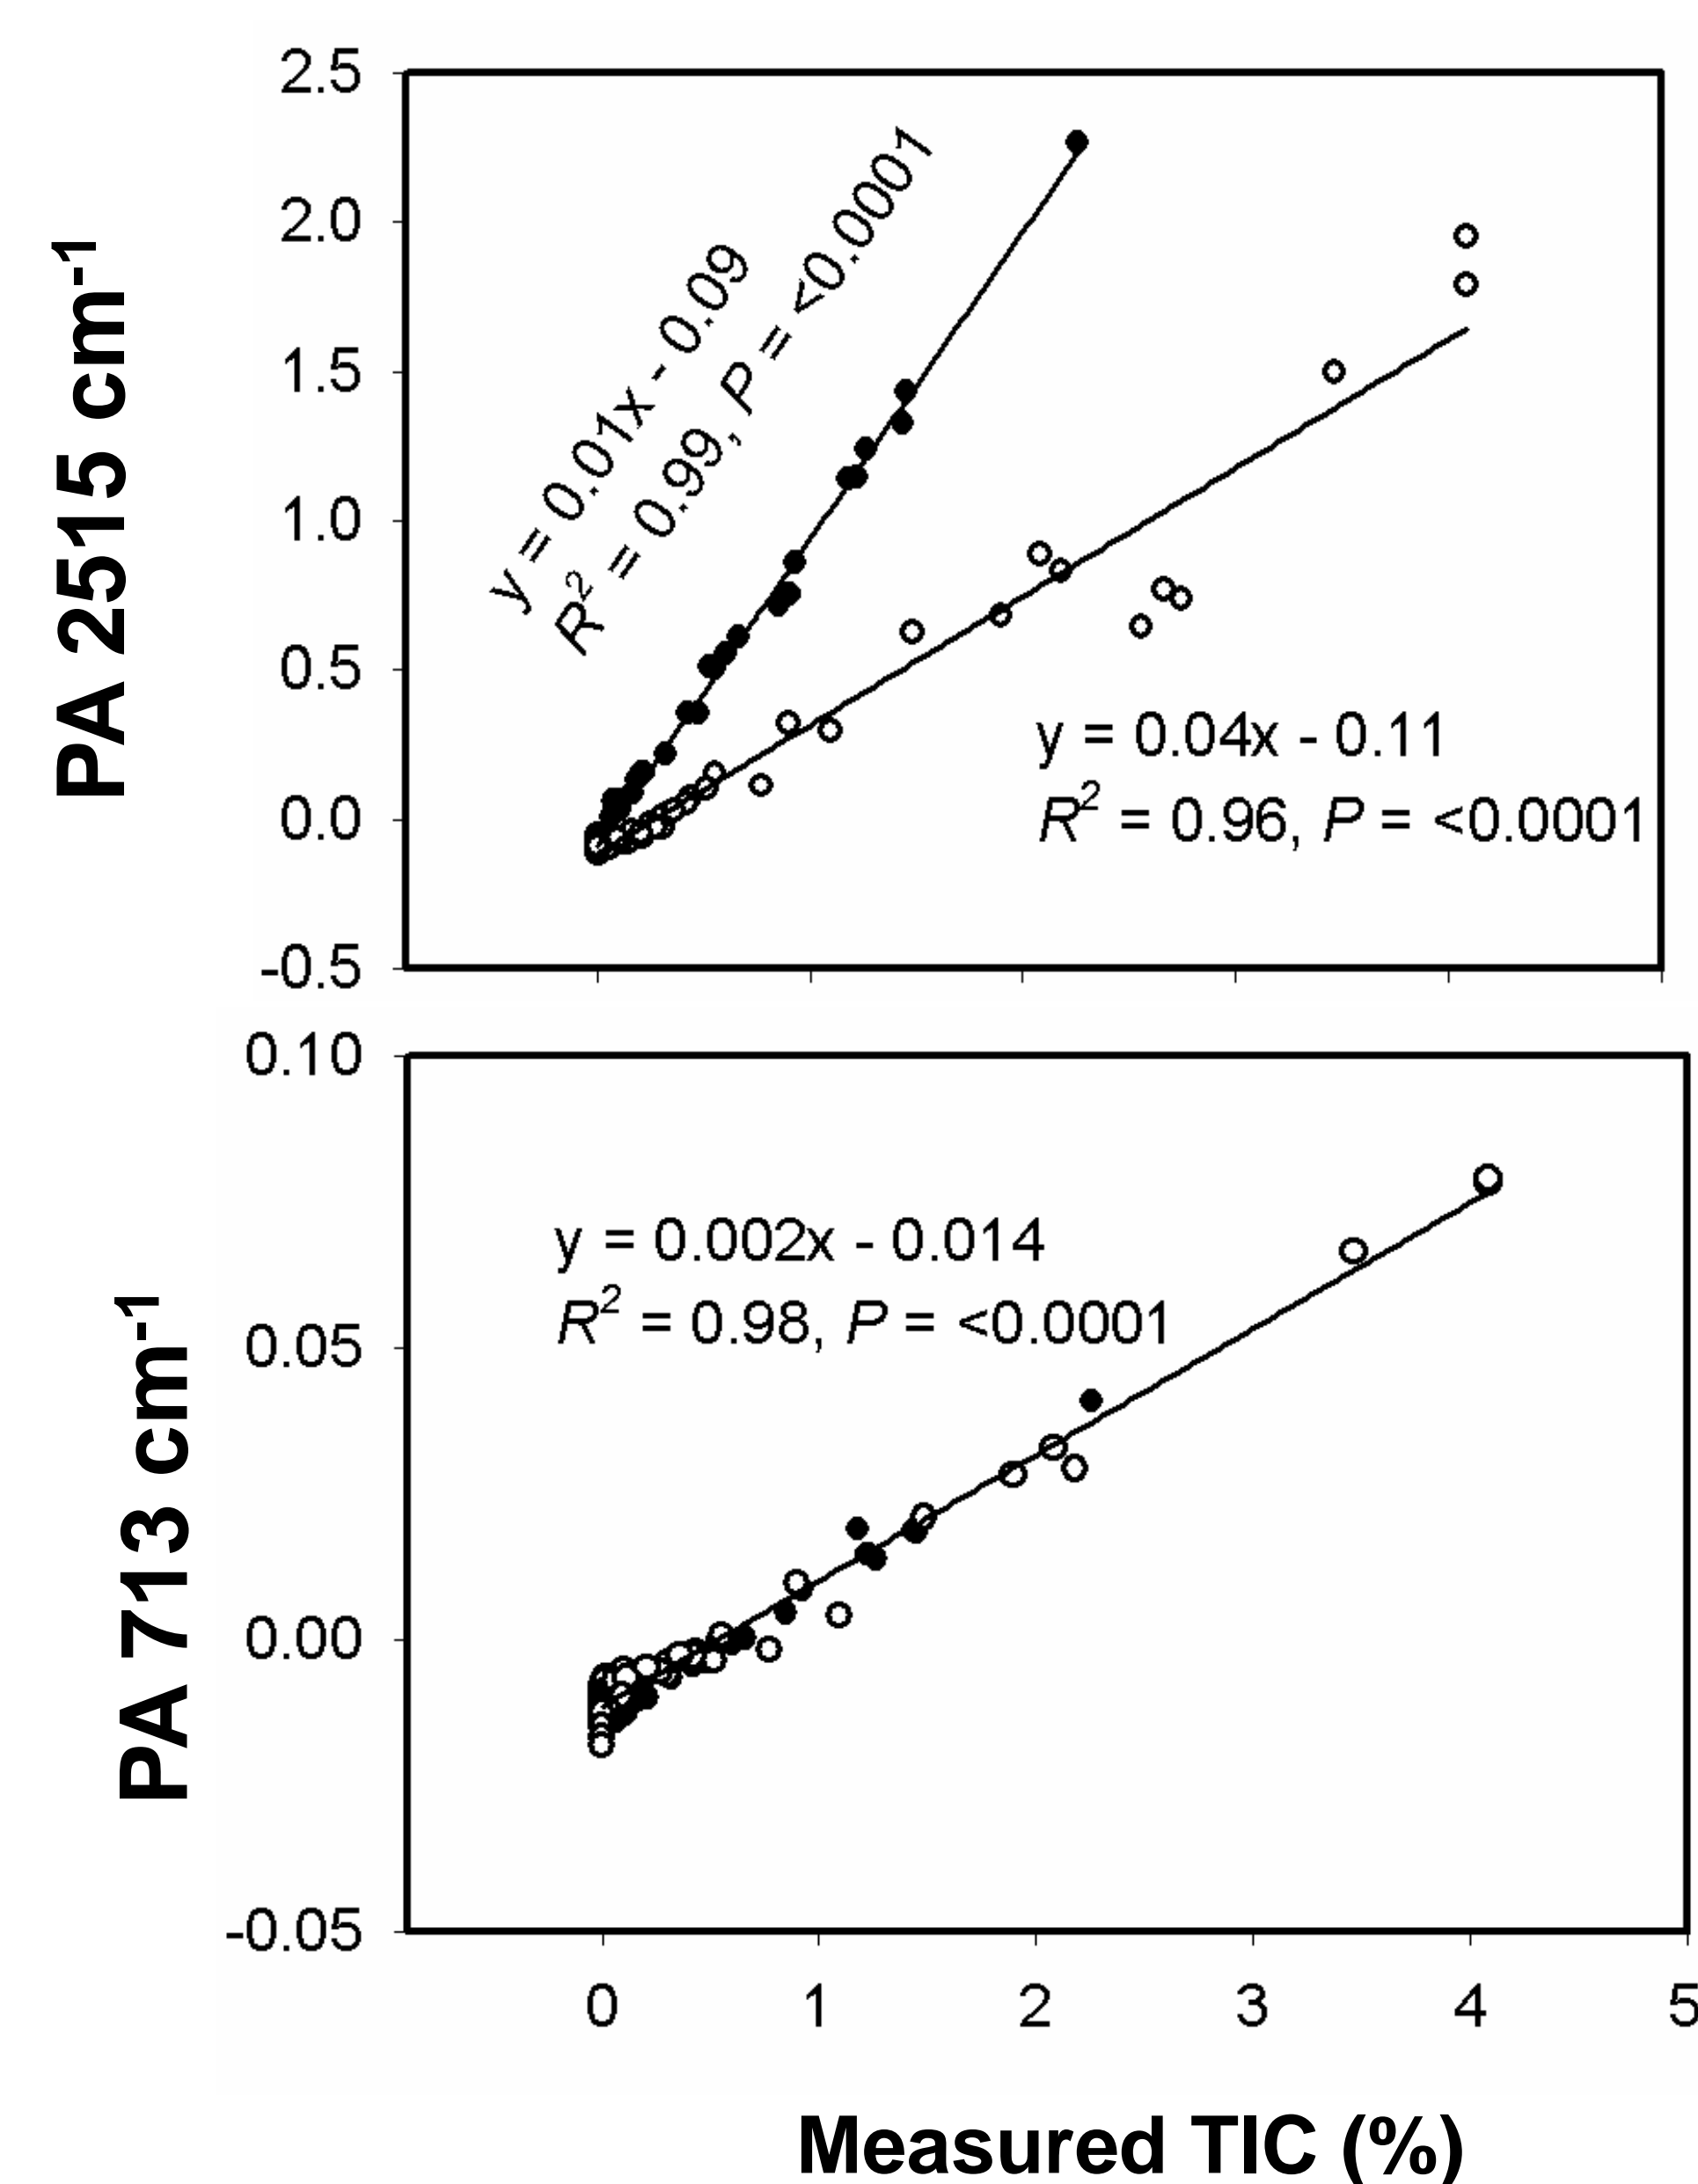 PA 2515 cm-1
2.5
2.0
1.5
1.0
0.5
0.0
-0.5
y = 0.01x - 0.09
R2 = 0.99, P = <0.0001
y = 0.04x - 0.11
R2 = 0.96, P = <0.0001
PA 713 cm-1
0.10
0.05
0.00
-0.05
y = 0.002x - 0.014
R2 = 0.98, P = <0.0001
0 1 2 3 4 5
Measured TIC (%)